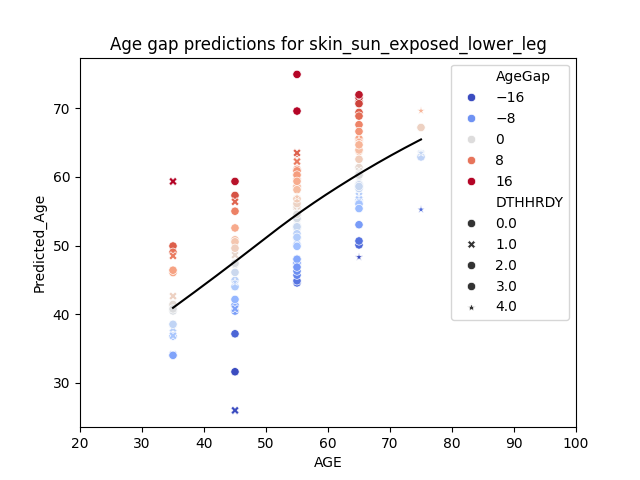 Age gap predictions for skin_sun_exposed_lower_leg
Predicted_Age
70
60
50
40
30
20 30 40 50 60 70 80 90 100
AGE
AgeGap
−16
−8
0
8
16
DTHHRDY
0.0
1.0
2.0
3.0
4.0